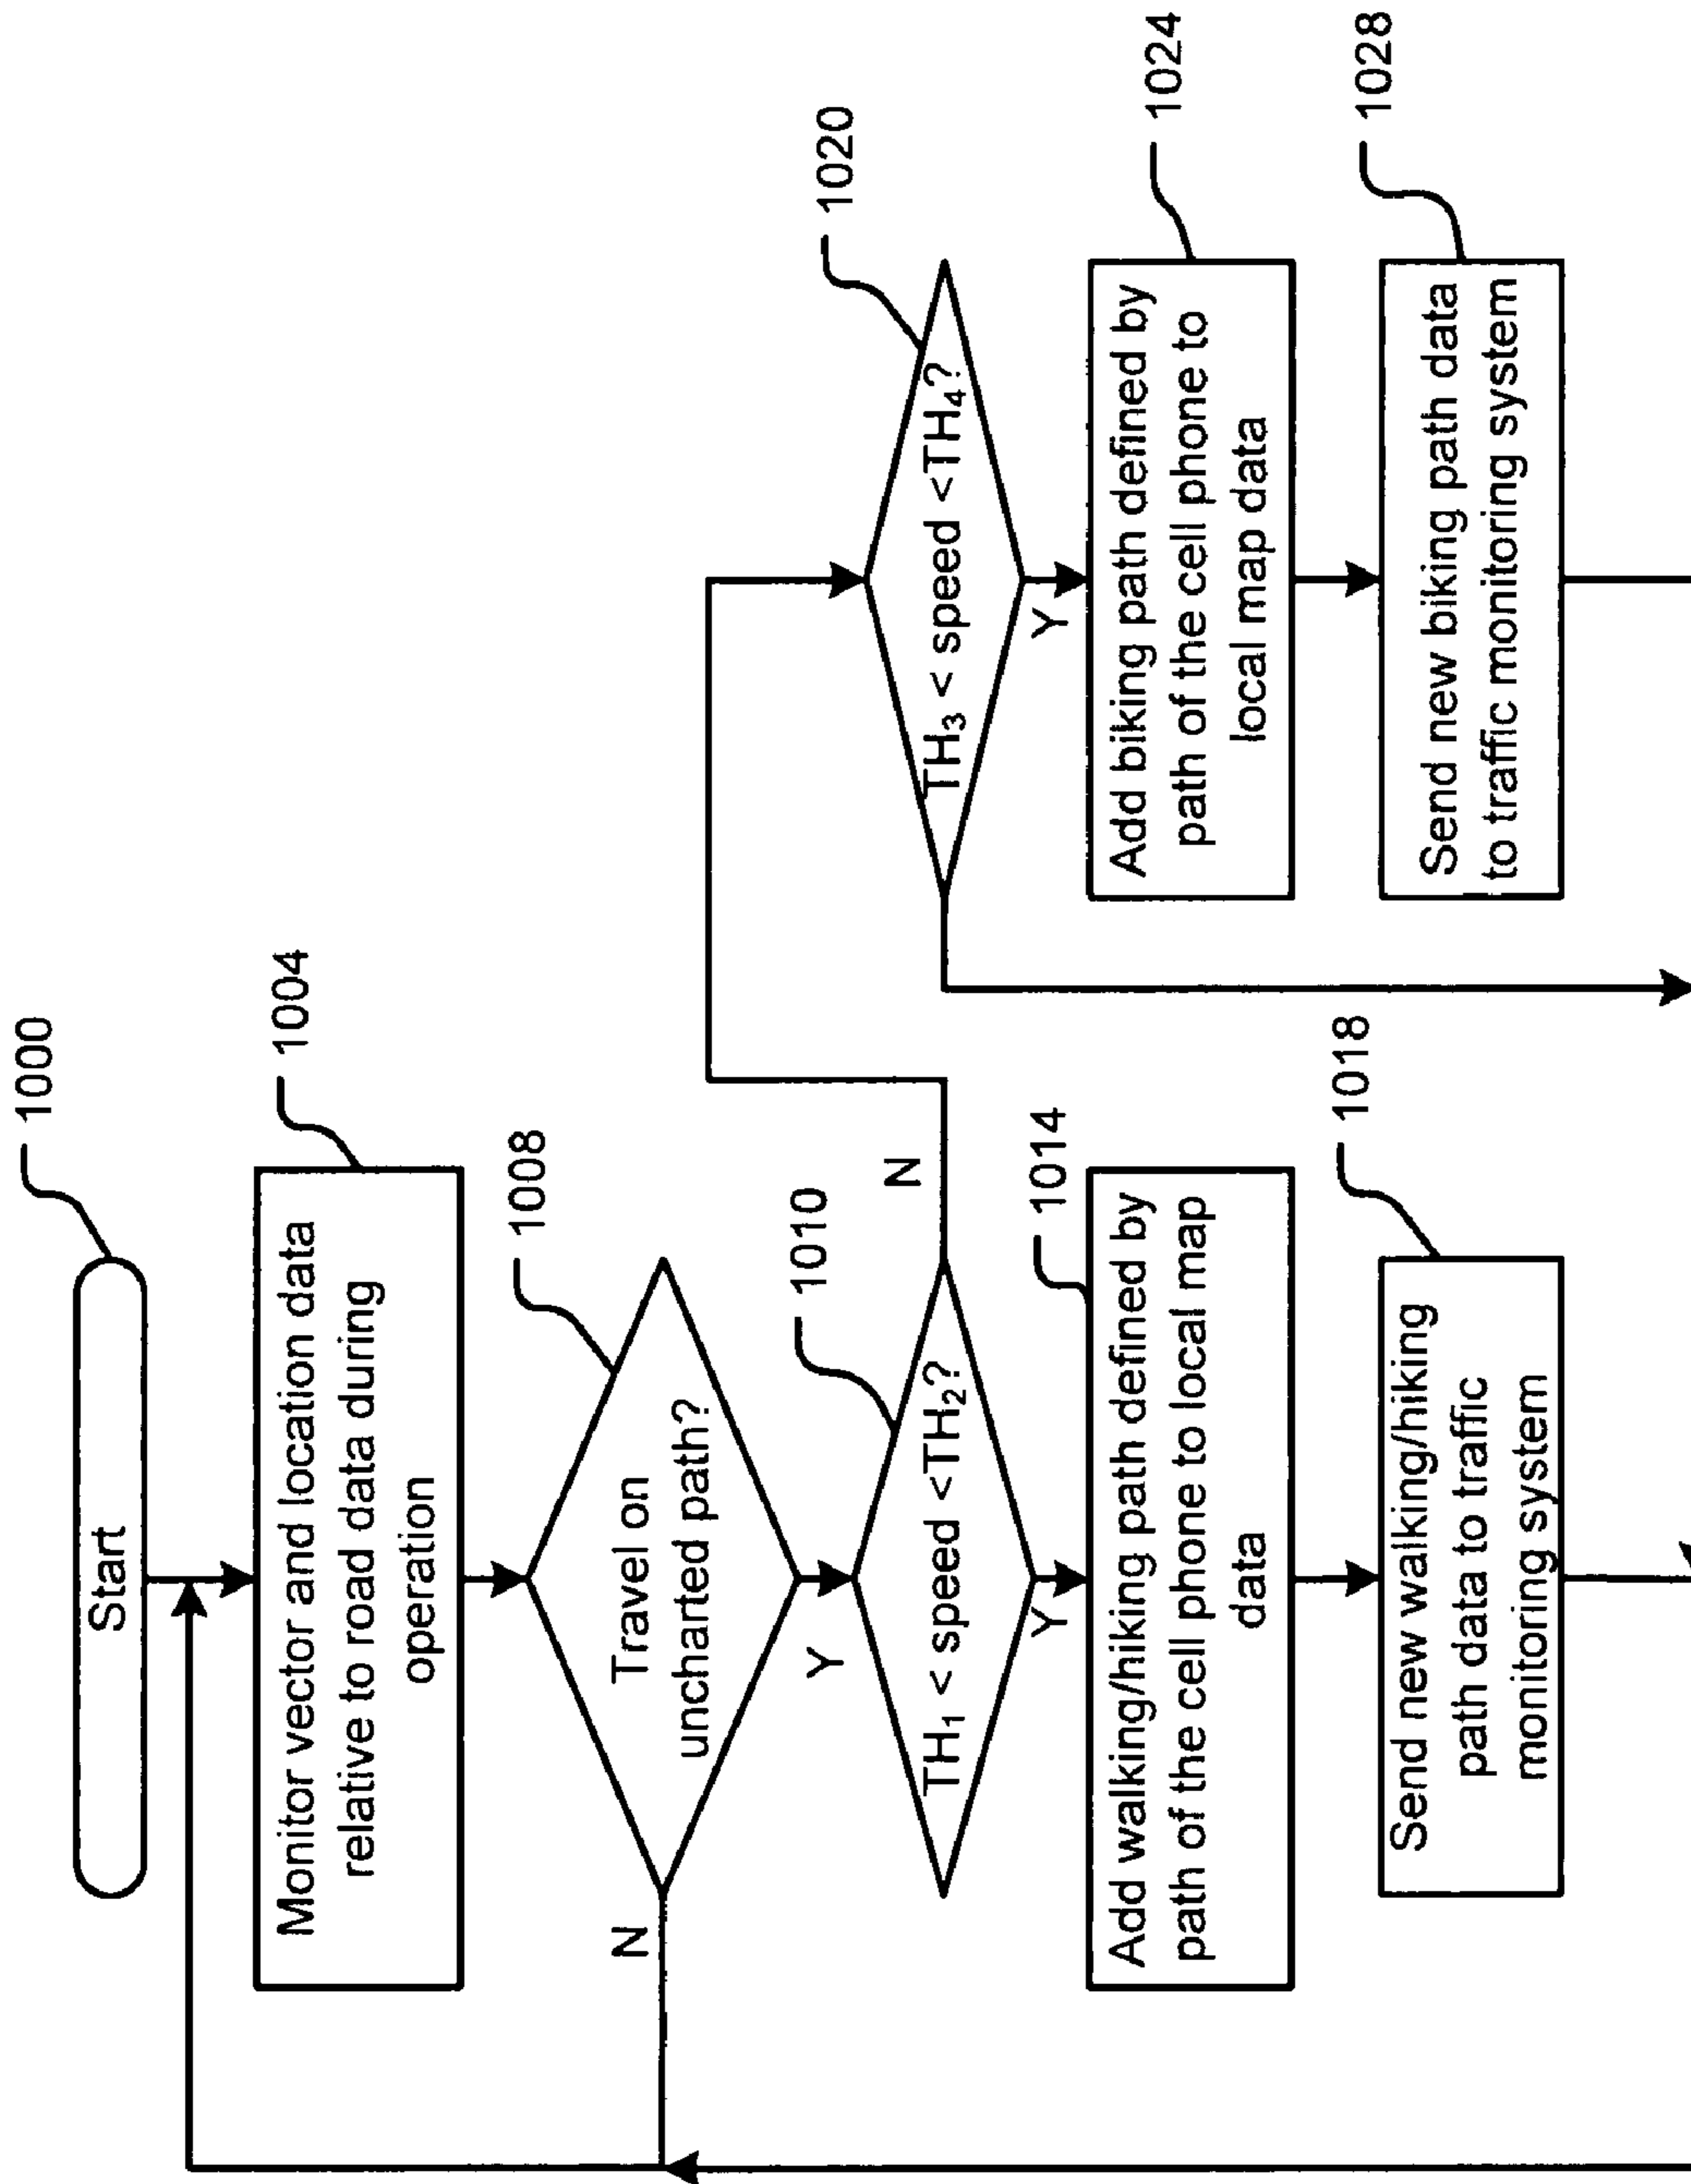 1000
Start
1004
Monitor vector and location data
relative to road data during
operation
1008
Travel on
uncharted path?
N
Y
1010
TH₁ < speed <TH₂?
N
Y
1014
Add walking/hiking path defined by
path of the cell phone to local map
data
1018
Send new walking/hiking
path data to traffic
monitoring system
1020
TH₃ < speed <TH₄?
Y
1024
Add biking path defined by
path of the cell phone to
local map data
1028
Send new biking path data
to traffic monitoring system